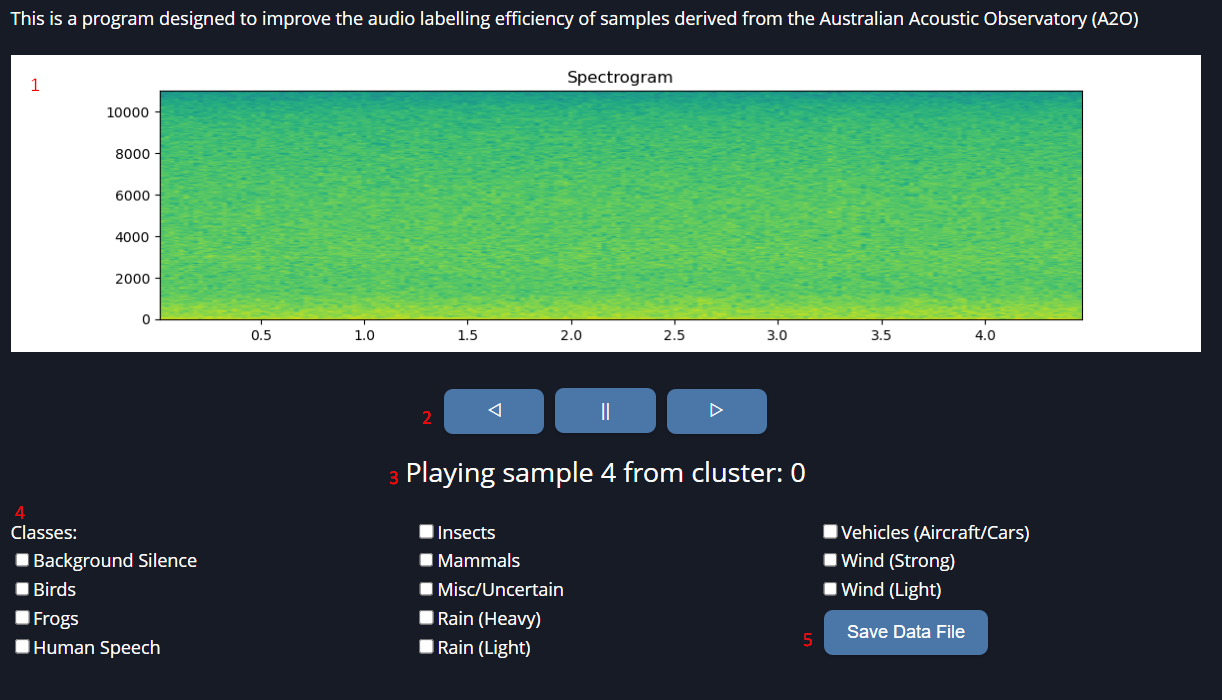 This is a program designed to improve the audio labelling efficiency of samples derived from the Australian Acoustic Observatory (A2O)
1
Spectrogram
10000
8000
6000
4000
2000
0
0.5 1.0 1.5 2.0 2.5 3.0 3.5 4.0
2
3 Playing sample 4 from cluster: 0
4
Classes:
Background Silence
Birds
Frogs
Human Speech
Insects
Mammals
Misc/Uncertain
Rain (Heavy)
Rain (Light)
Vehicles (Aircraft/Cars)
Wind (Strong)
Wind (Light)
5 Save Data File